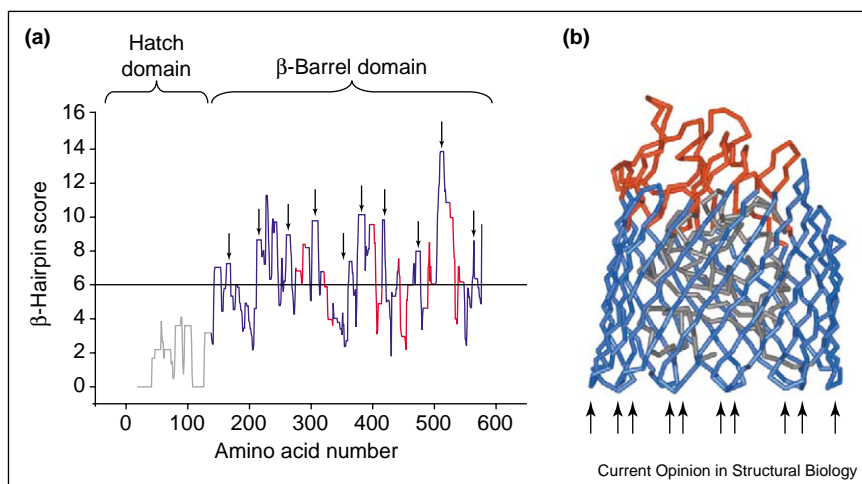 (a)
Hatch
domain
β-Barrel domain
β-Hairpin score
16
14
12
10
8
6
4
2
0
0 100 200 300 400 500 600
Amino acid number
(b)
Current Opinion in Structural Biology